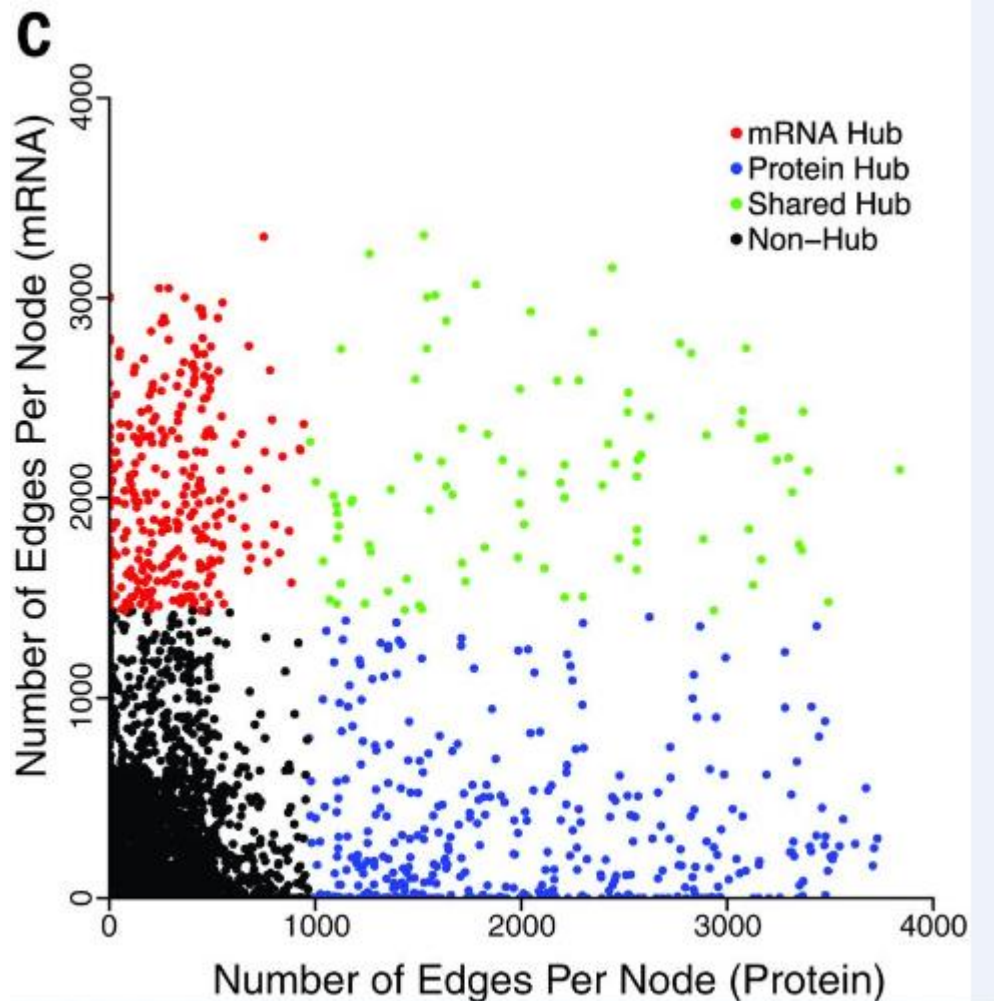 C
Number of Edges Per Node (mRNA)
4000
3000
2000
1000
0
mRNA Hub
Protein Hub
Shared Hub
Non–Hub
0 1000 2000 3000 4000
Number of Edges Per Node (Protein)